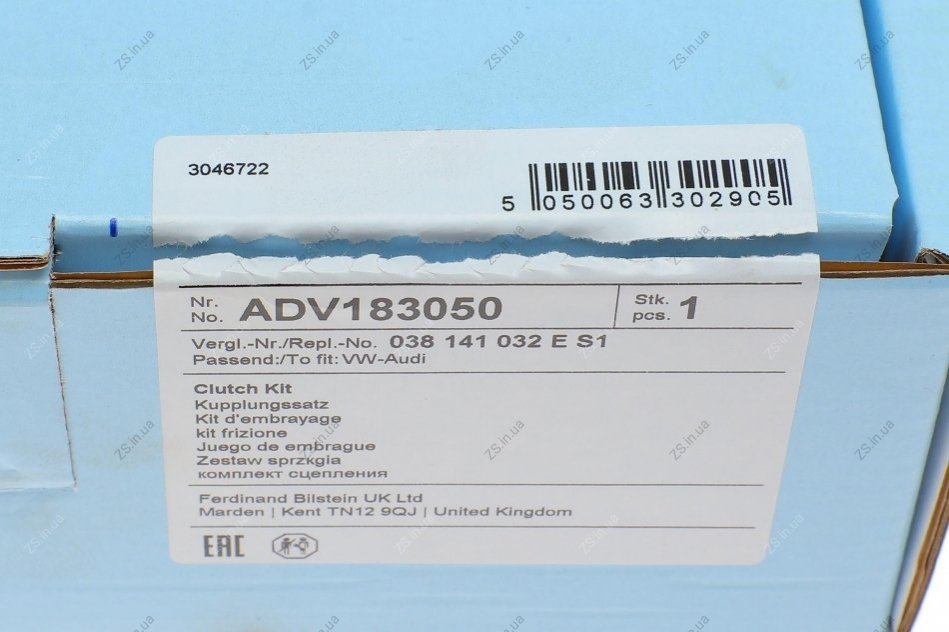 3046722
5 050063 302905
Nr.
No. ADV183050
Stk.
pcs. 1
Vergl.-Nr./Repl.-No. 038 141 032 E S1
Passend:/To fit: VW-Audi
Clutch Kit
Kupplungssatz
Kit d'embrayage
kit frizione
Juego de embrague
Zestaw sprzkgia
комплект сцепления
Ferdinand Bilstein UK Ltd
Marden | Kent TN12 9QJ | United Kingdom
EAC
ZS.in.ua